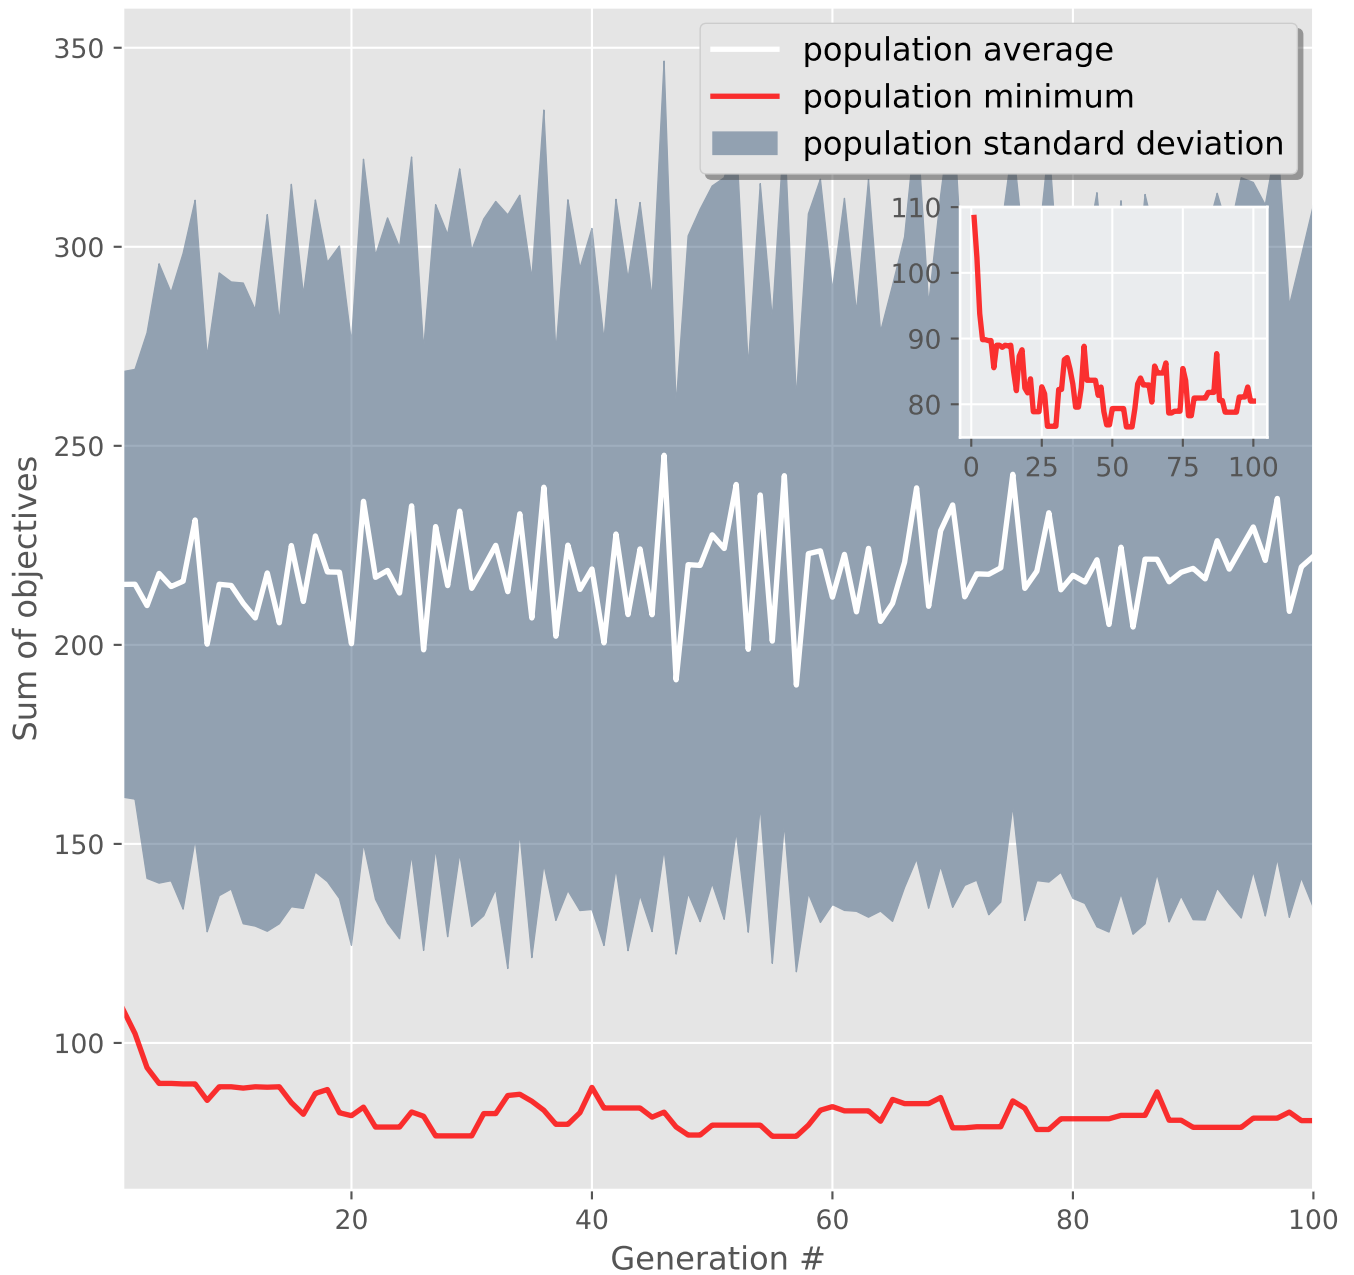 350
300
250
200
150
100
Sum of objectives
population average
population minimum
population standard deviation
110
100
90
80
0 25 50 75 100
20 40 60 80 100
Generation #